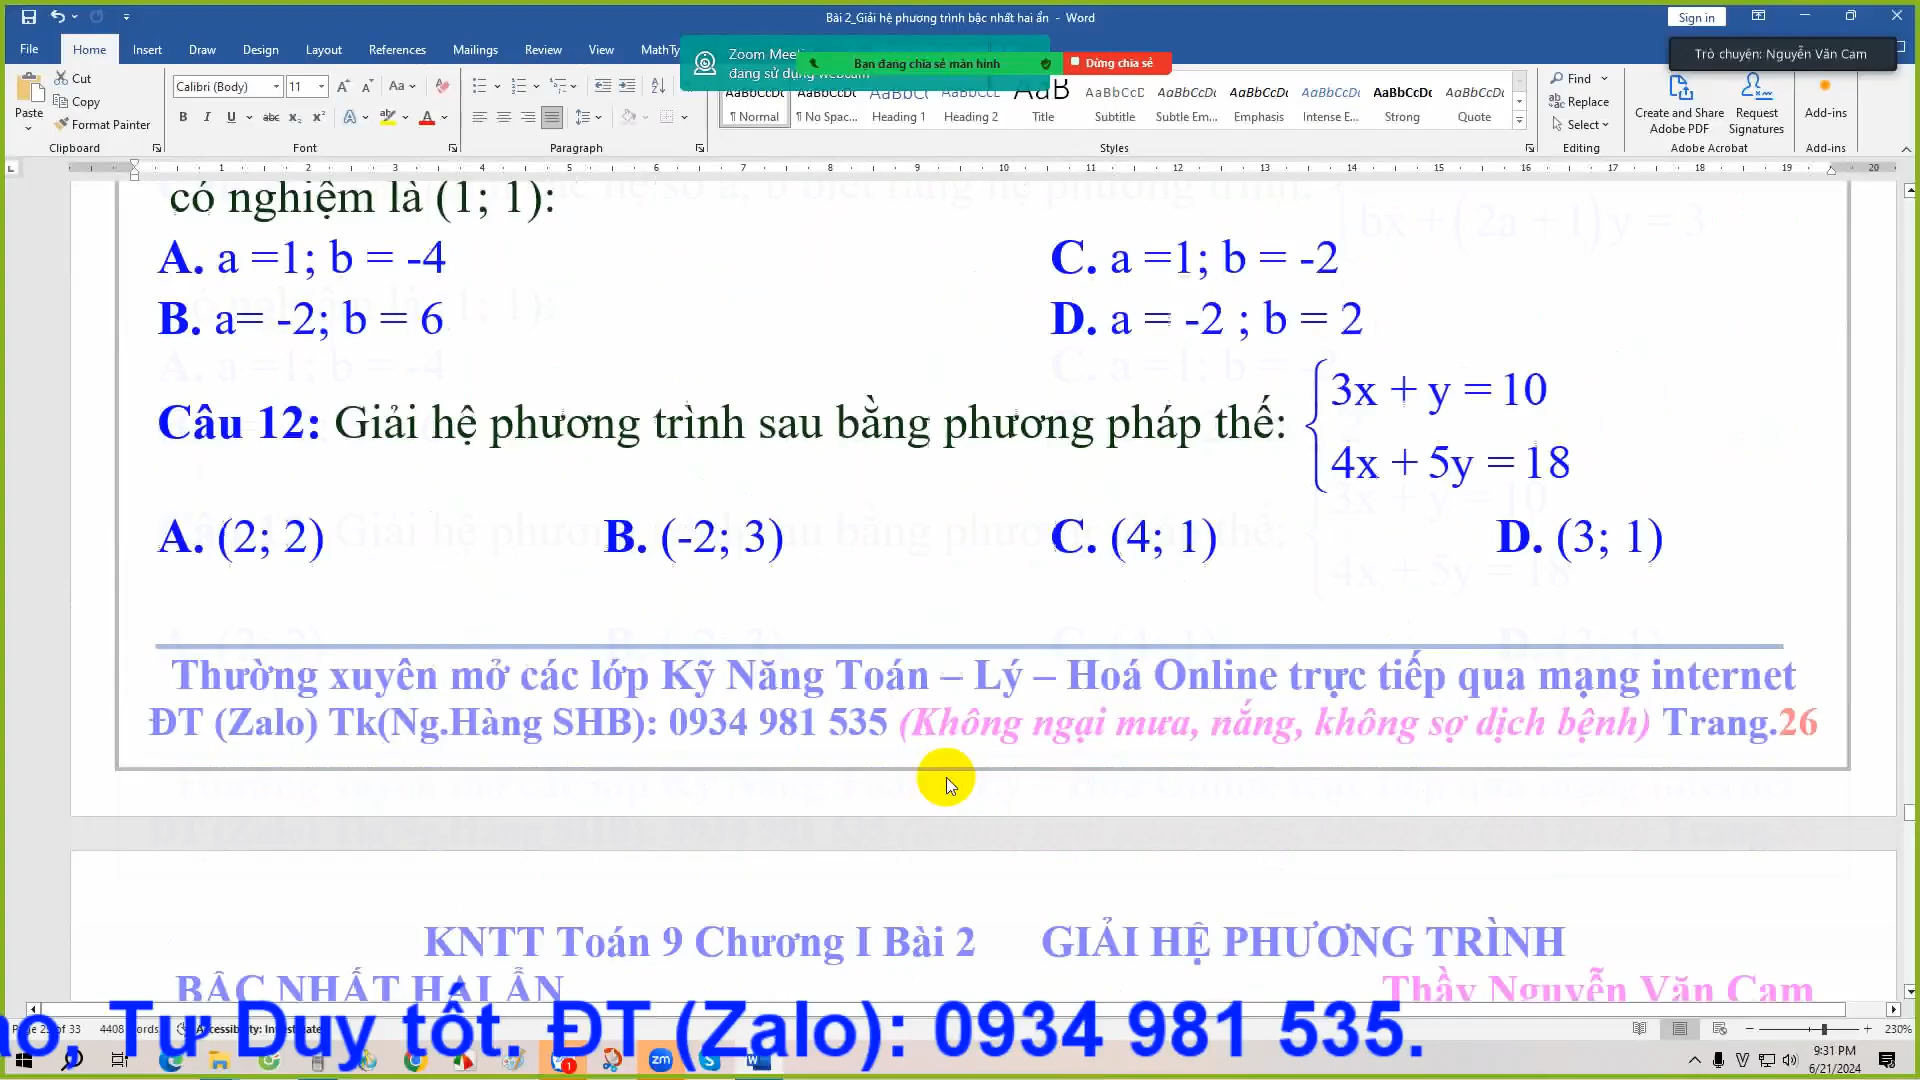 Bài 2_Giải hệ phương trình bậc nhất hai ẩn - Word
Sign in
File Home Insert Draw Design Layout References Mailings Review View MathTy
Zoom Meeti
đang sử dụng webcam
Bạn đang chia sẻ màn hình
Dừng chia sẻ
Trò chuyện: Nguyễn Văn Cam
Cut
Copy
Format Painter
Paste
Calibri (Body) 11
Normal
No Spac...
Heading 1
Heading 2
Title
Subtitle
Subtle Em...
Emphasis
Intense E...
Strong
Quote
Find
Replace
Select
Create and Share Adobe PDF
Request Signatures
Add-ins
Clipboard Font Paragraph Styles Editing Adobe Acrobat Add-ins
có nghiệm là (1; 1):
A. a =1; b = -4 C. a =1; b = -2
B. a= -2; b = 6 D. a = -2 ; b = 2
Câu 12: Giải hệ phương trình sau bằng phương pháp thế: 3x + y = 10
4x + 5y = 18
A. (2; 2) B. (-2; 3) C. (4; 1) D. (3; 1)
Thường xuyên mở các lớp Kỹ Năng Toán – Lý – Hoá Online trực tiếp qua mạng internet
ĐT (Zalo) Tk(Ng.Hàng SHB): 0934 981 535 (Không ngại mưa, nắng, không sợ dịch bệnh) Trang.26
KNTT Toán 9 Chương I Bài 2 GIẢI HỆ PHƯƠNG TRÌNH
BẬC NHẤT HAI ẨN Thầy Nguyễn Văn Cam
Tư Duy tốt. ĐT (Zalo): 0934 981 535.
230%
9:31 PM
6/21/2024